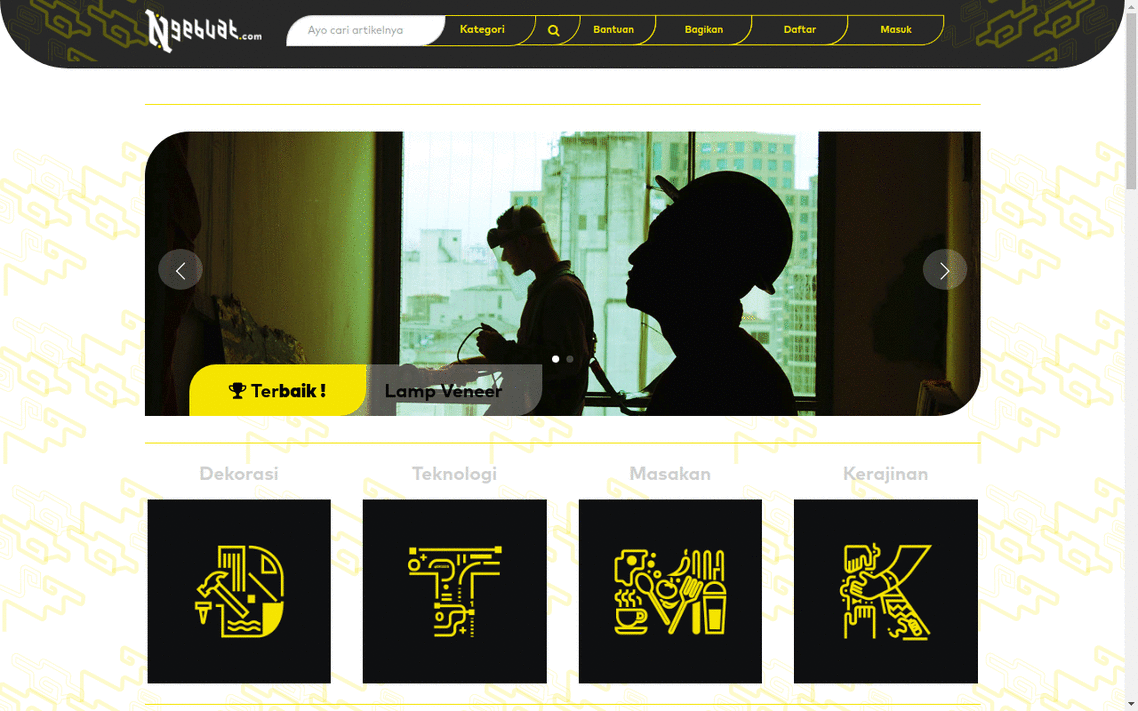 Ngebuat.com
Ayo cari artikelnya
Kategori
Bantuan
Bagikan
Daftar
Masuk
Terbaik !
Lamp Veneer
Dekorasi
Teknologi
Masakan
Kerajinan